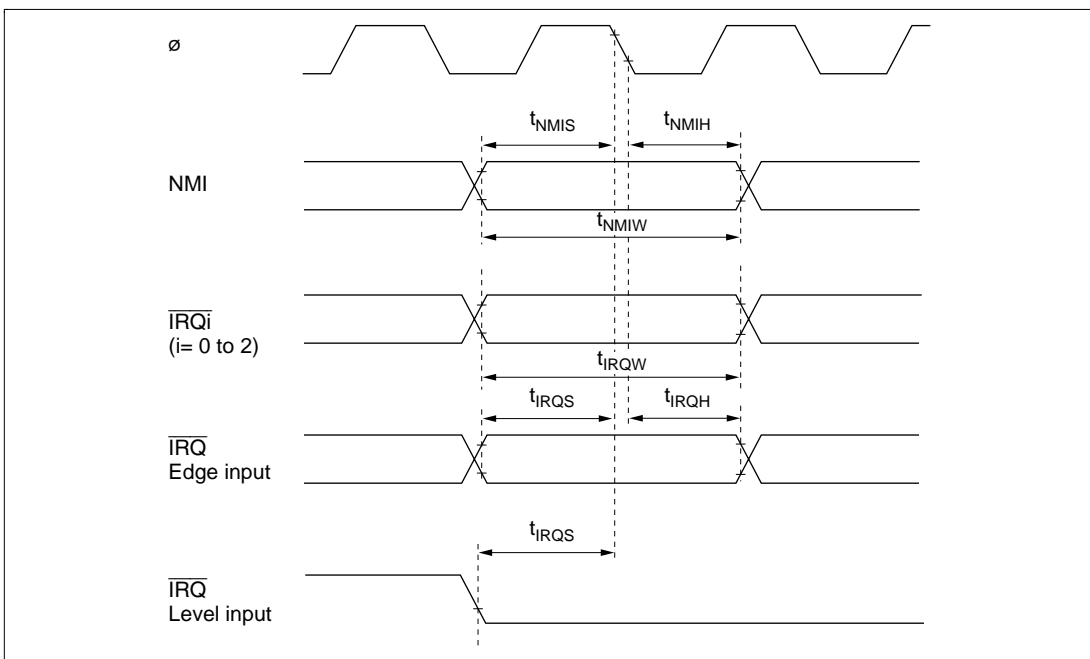 ø
tNMIS
tNMIH
NMI
tNMIW
IRQi
(i= 0 to 2)
tIRQW
tIRQS
tIRQH
IRQ
Edge input
tIRQS
IRQ
Level input